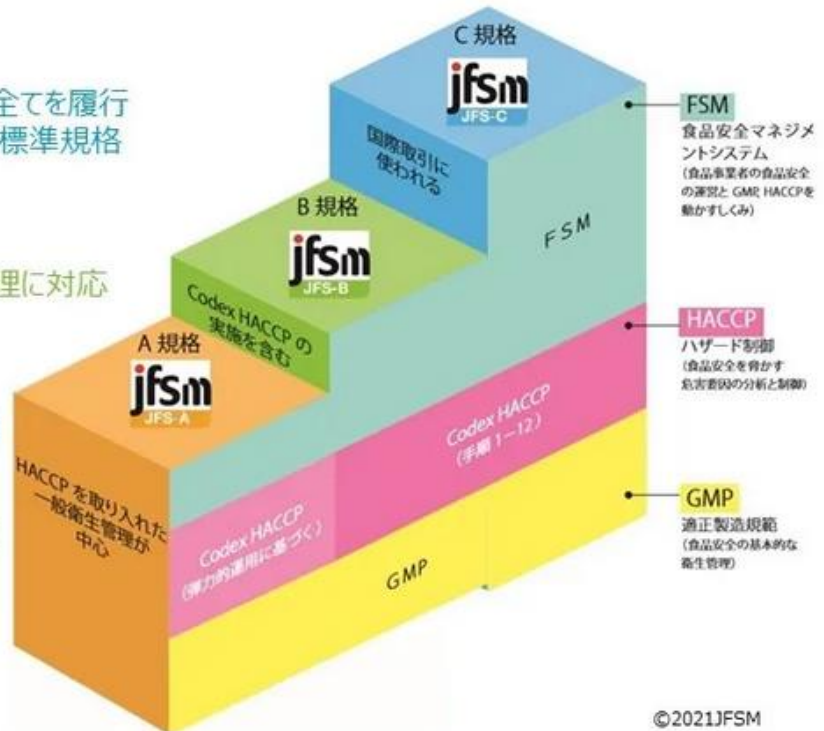 全てを履行
標準規格
理に対応
C 規格
jfsm
JFS-C
国際取引に
使われる
B 規格
jfsm
JFS-B
Codex HACCP の
実施を含む
A 規格
jfsm
JFS-A
HACCP を取り入れた
一般衛生管理が
中心
FSM
Codex HACCP
(手順 1－12)
Codex HACCP
(弾力的運用に基づく)
GMP
FSM
食品安全マネジメ
ントシステム
(食品事業者の食品安全
の運営と GMP, HACCPを
動かすしくみ)
HACCP
ハザード制御
(食品安全を脅かす
危害要因の分析と制御)
GMP
適正製造規範
(食品安全の基本的な
衛生管理)
©2021JFSM